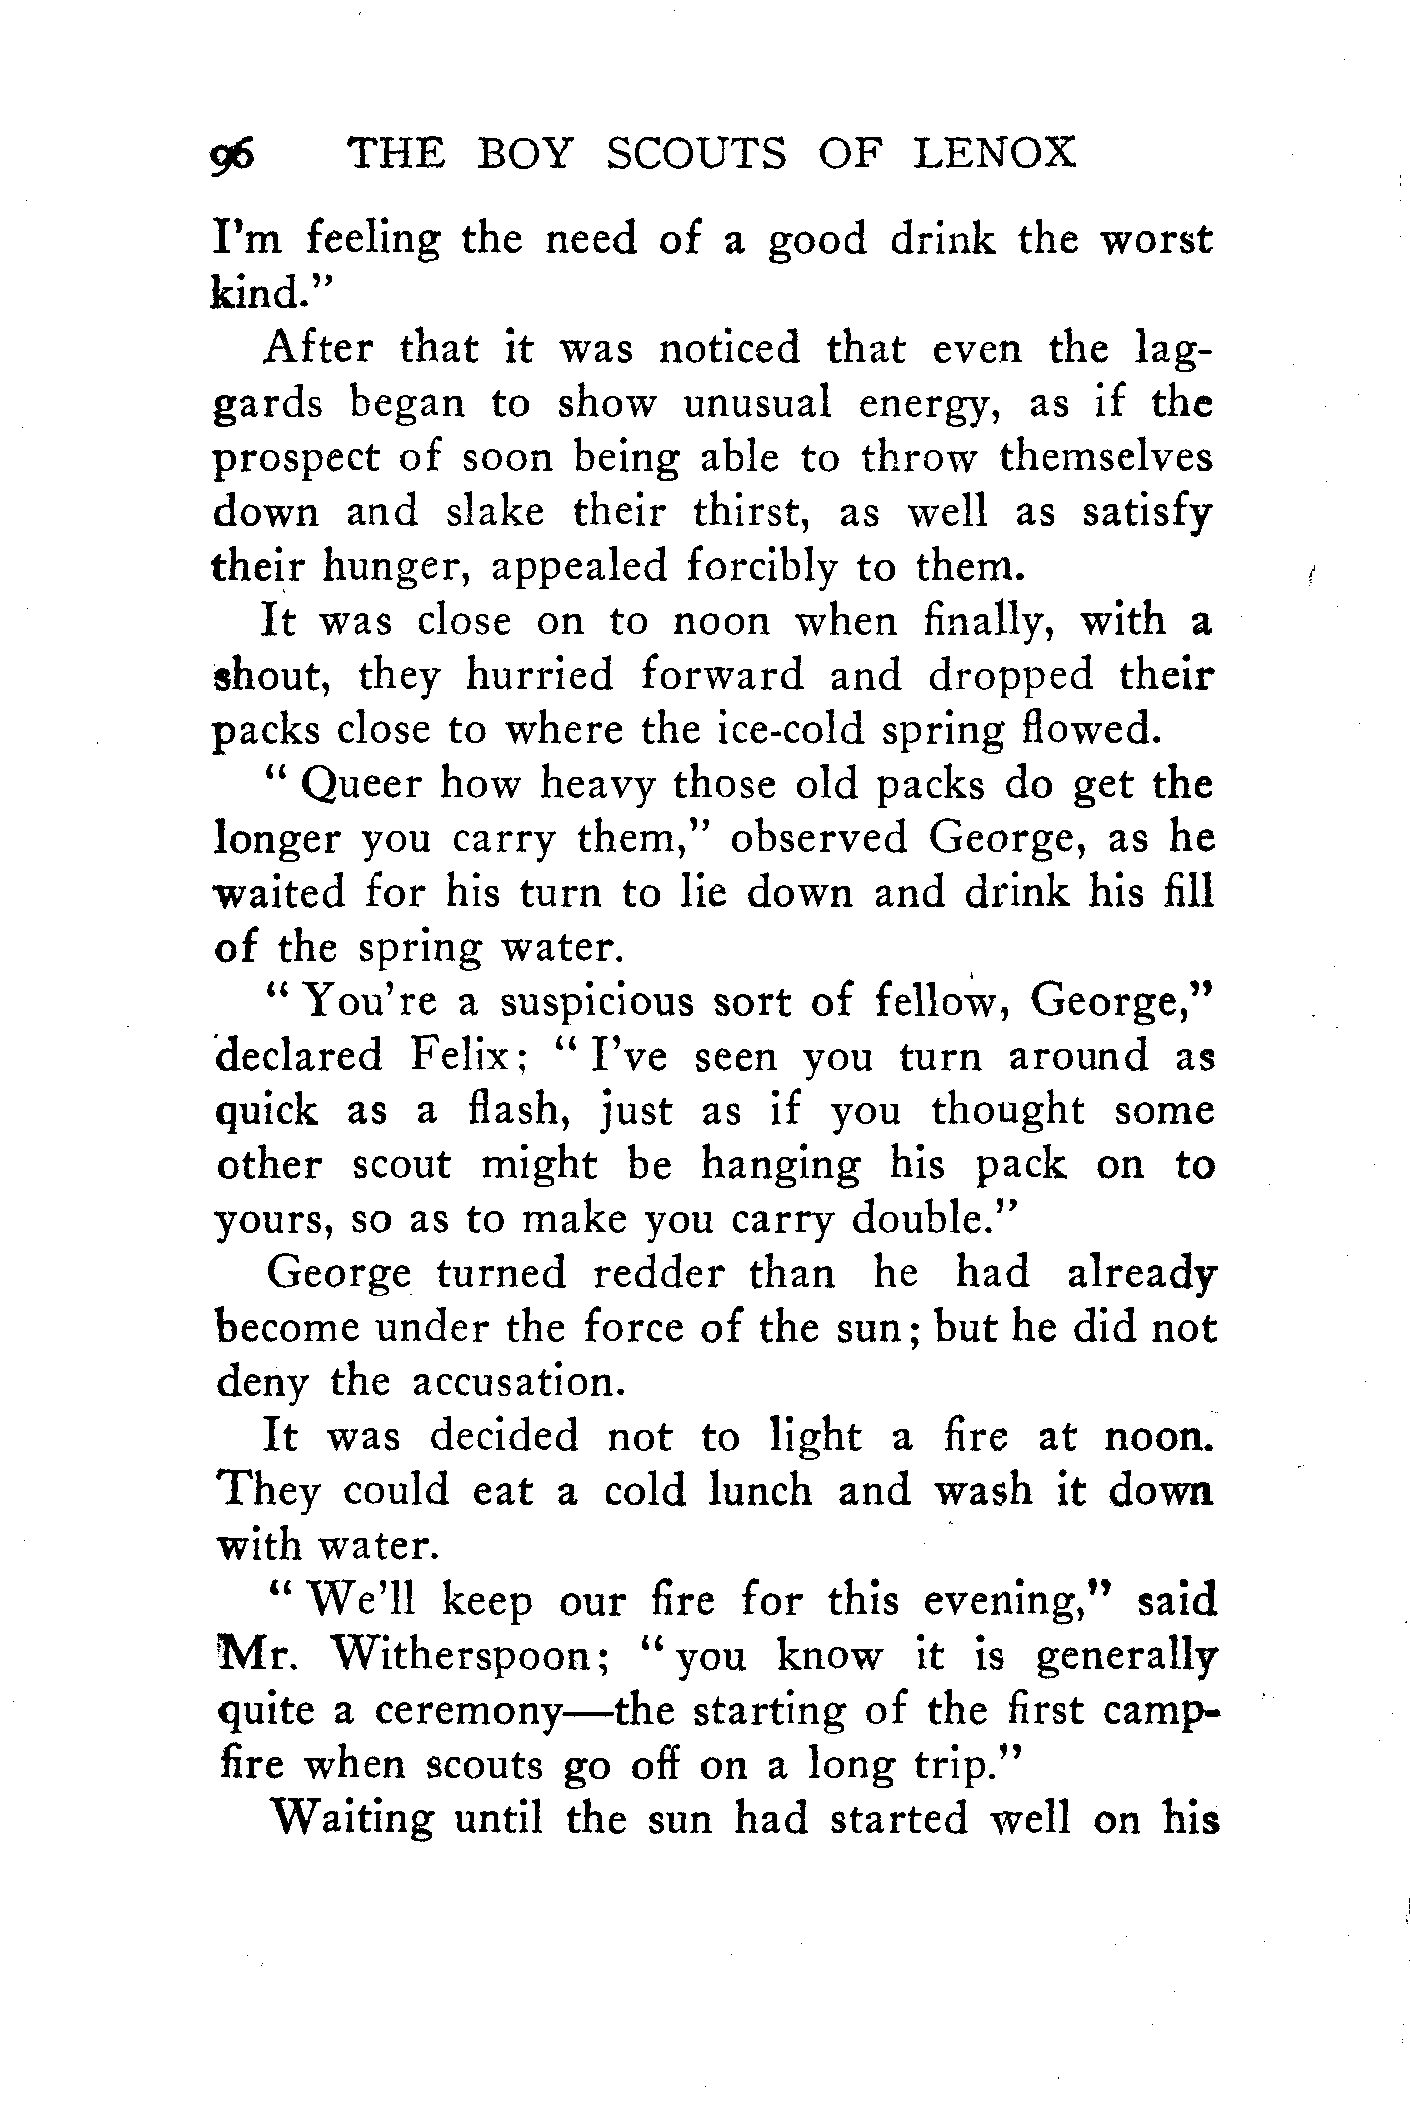 96 THE BOY SCOUTS OF LENOX
I'm feeling the need of a good drink the worst
kind."
After that it was noticed that even the lag-
gards began to show unusual energy, as if the
prospect of soon being able to throw themselves
down and slake their thirst, as well as satisfy
their hunger, appealed forcibly to them.
It was close on to noon when finally, with a
shout, they hurried forward and dropped their
packs close to where the ice-cold spring flowed.
" Queer how heavy those old packs do get the
longer you carry them," observed George, as he
waited for his turn to lie down and drink his fill
of the spring water.
" You're a suspicious sort of fellow, George,"
declared Felix; " I've seen you turn around as
quick as a flash, just as if you thought some
other scout might be hanging his pack on to
yours, so as to make you carry double."
George turned redder than he had already
become under the force of the sun; but he did not
deny the accusation.
It was decided not to light a fire at noon.
They could eat a cold lunch and wash it down
with water.
" We'll keep our fire for this evening," said
Mr. Witherspoon; " you know it is generally
quite a ceremony—the starting of the first camp-
fire when scouts go off on a long trip."
Waiting until the sun had started well on his